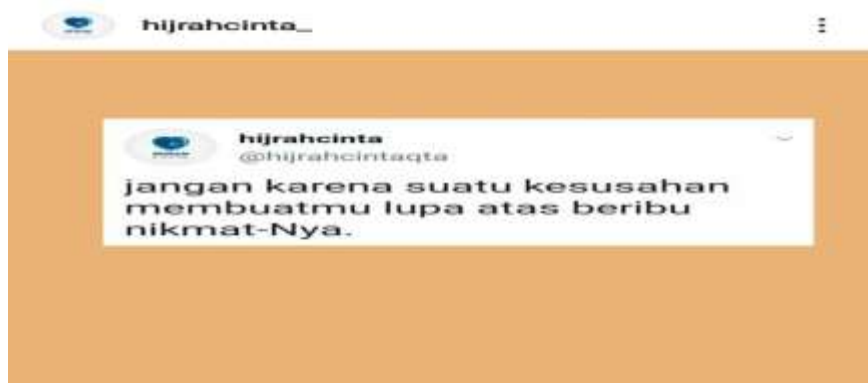 hijrahcinta_
hijrahcinta
@hijrahcintaqta
jangan karena suatu kesusahan
membuatmu lupa atas beribu
nikmat-Nya.